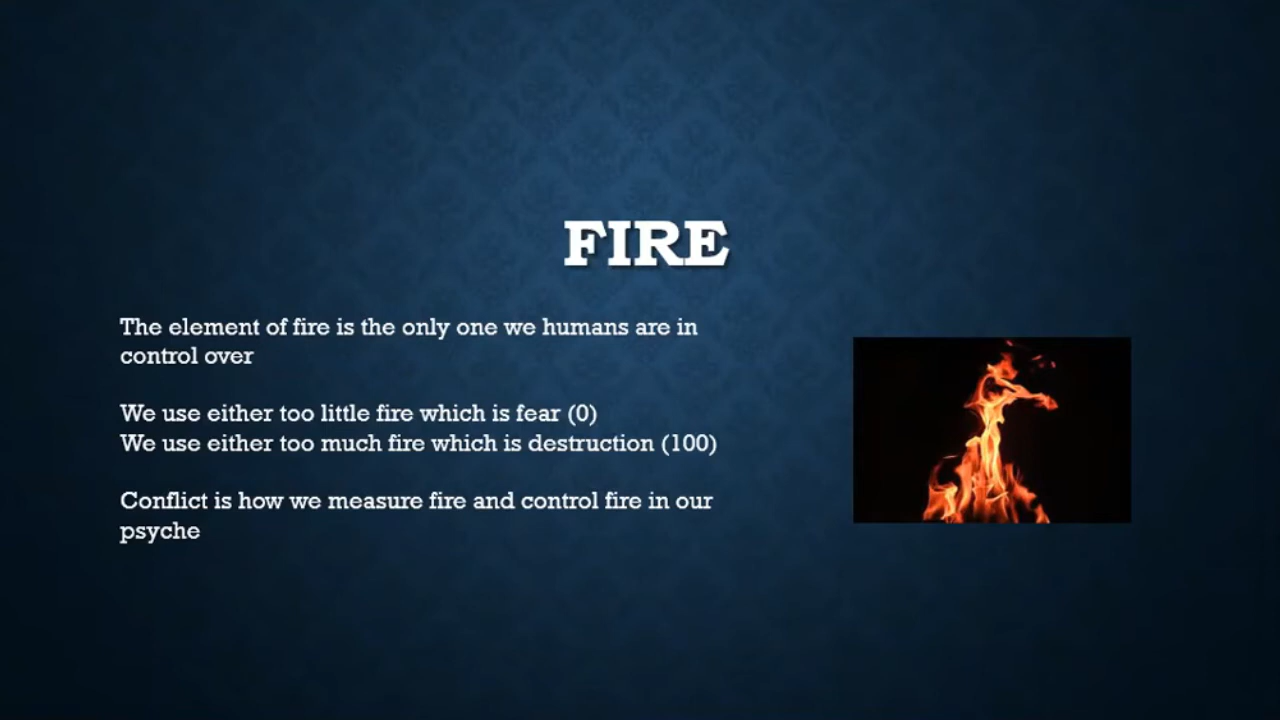 FIRE
The element of fire is the only one we humans are in
control over
We use either too little fire which is fear (0)
We use either too much fire which is destruction (100)
Conflict is how we measure fire and control fire in our
psyche